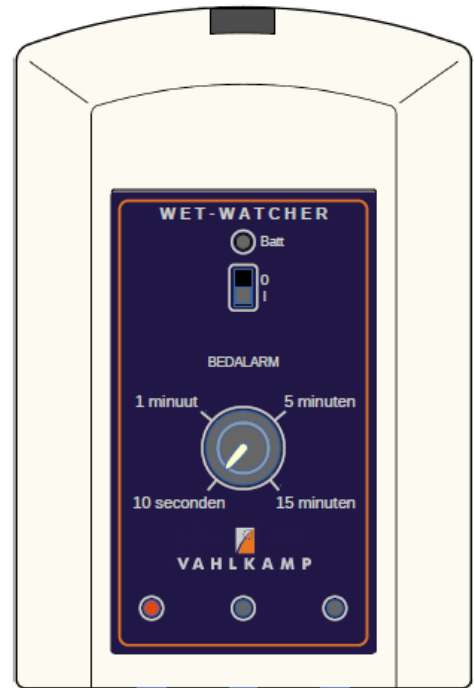 WET-WATCHER
Batt
0
I
BEDALARM
1 minuut 5 minuten
10 seconden 15 minuten
VAHLKAMP